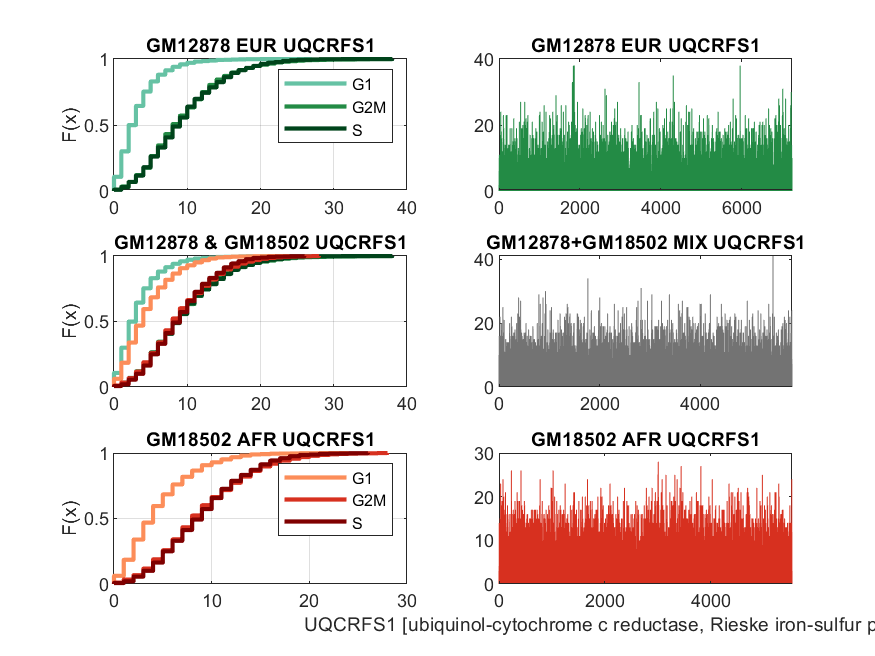 GM12878 EUR UQCRFS1
1
0.5
0
F(x)
0 10 20 30 40
G1
G2M
S
GM12878 EUR UQCRFS1
40
20
0
0 2000 4000 6000
GM12878 & GM18502 UQCRFS1
1
0.5
0
F(x)
0 10 20 30 40
GM12878+GM18502 MIX UQCRFS1
40
20
0
0 2000 4000
GM18502 AFR UQCRFS1
1
0.5
0
F(x)
0 10 20 30
G1
G2M
S
GM18502 AFR UQCRFS1
30
20
10
0
0 2000 4000
UQCRFS1 [ubiquinol-cytochrome c reductase, Rieske iron-sulfur p